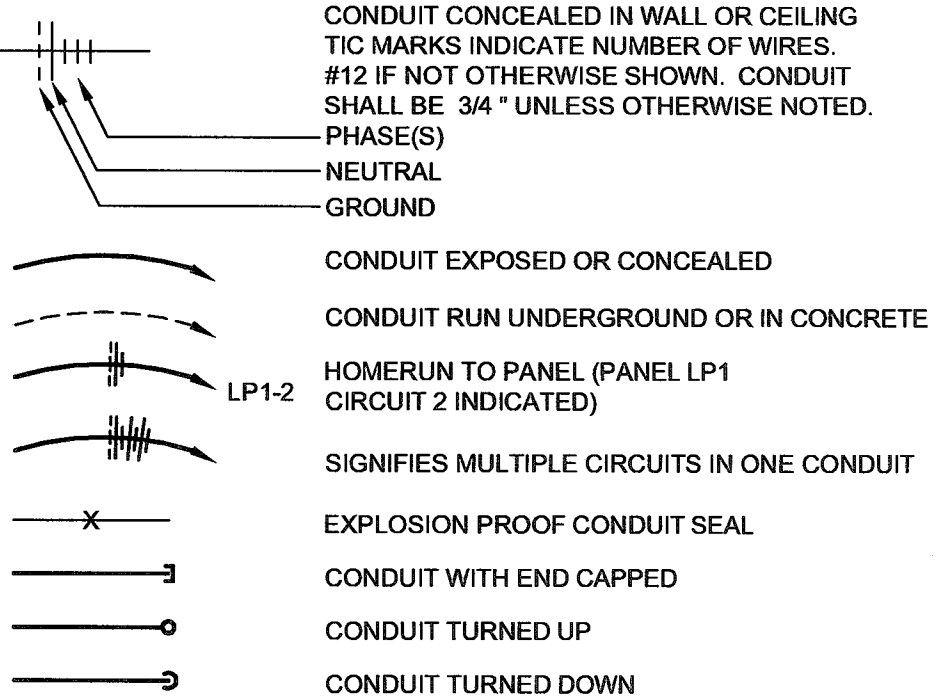 CONDUIT CONCEALED IN WALL OR CEILING
TIC MARKS INDICATE NUMBER OF WIRES.
#12 IF NOT OTHERWISE SHOWN. CONDUIT
SHALL BE 3/4 " UNLESS OTHERWISE NOTED.
PHASE(S)
NEUTRAL
GROUND
CONDUIT EXPOSED OR CONCEALED
CONDUIT RUN UNDERGROUND OR IN CONCRETE
LP1-2
HOMERUN TO PANEL (PANEL LP1
CIRCUIT 2 INDICATED)
SIGNIFIES MULTIPLE CIRCUITS IN ONE CONDUIT
X
EXPLOSION PROOF CONDUIT SEAL
CONDUIT WITH END CAPPED
CONDUIT TURNED UP
CONDUIT TURNED DOWN